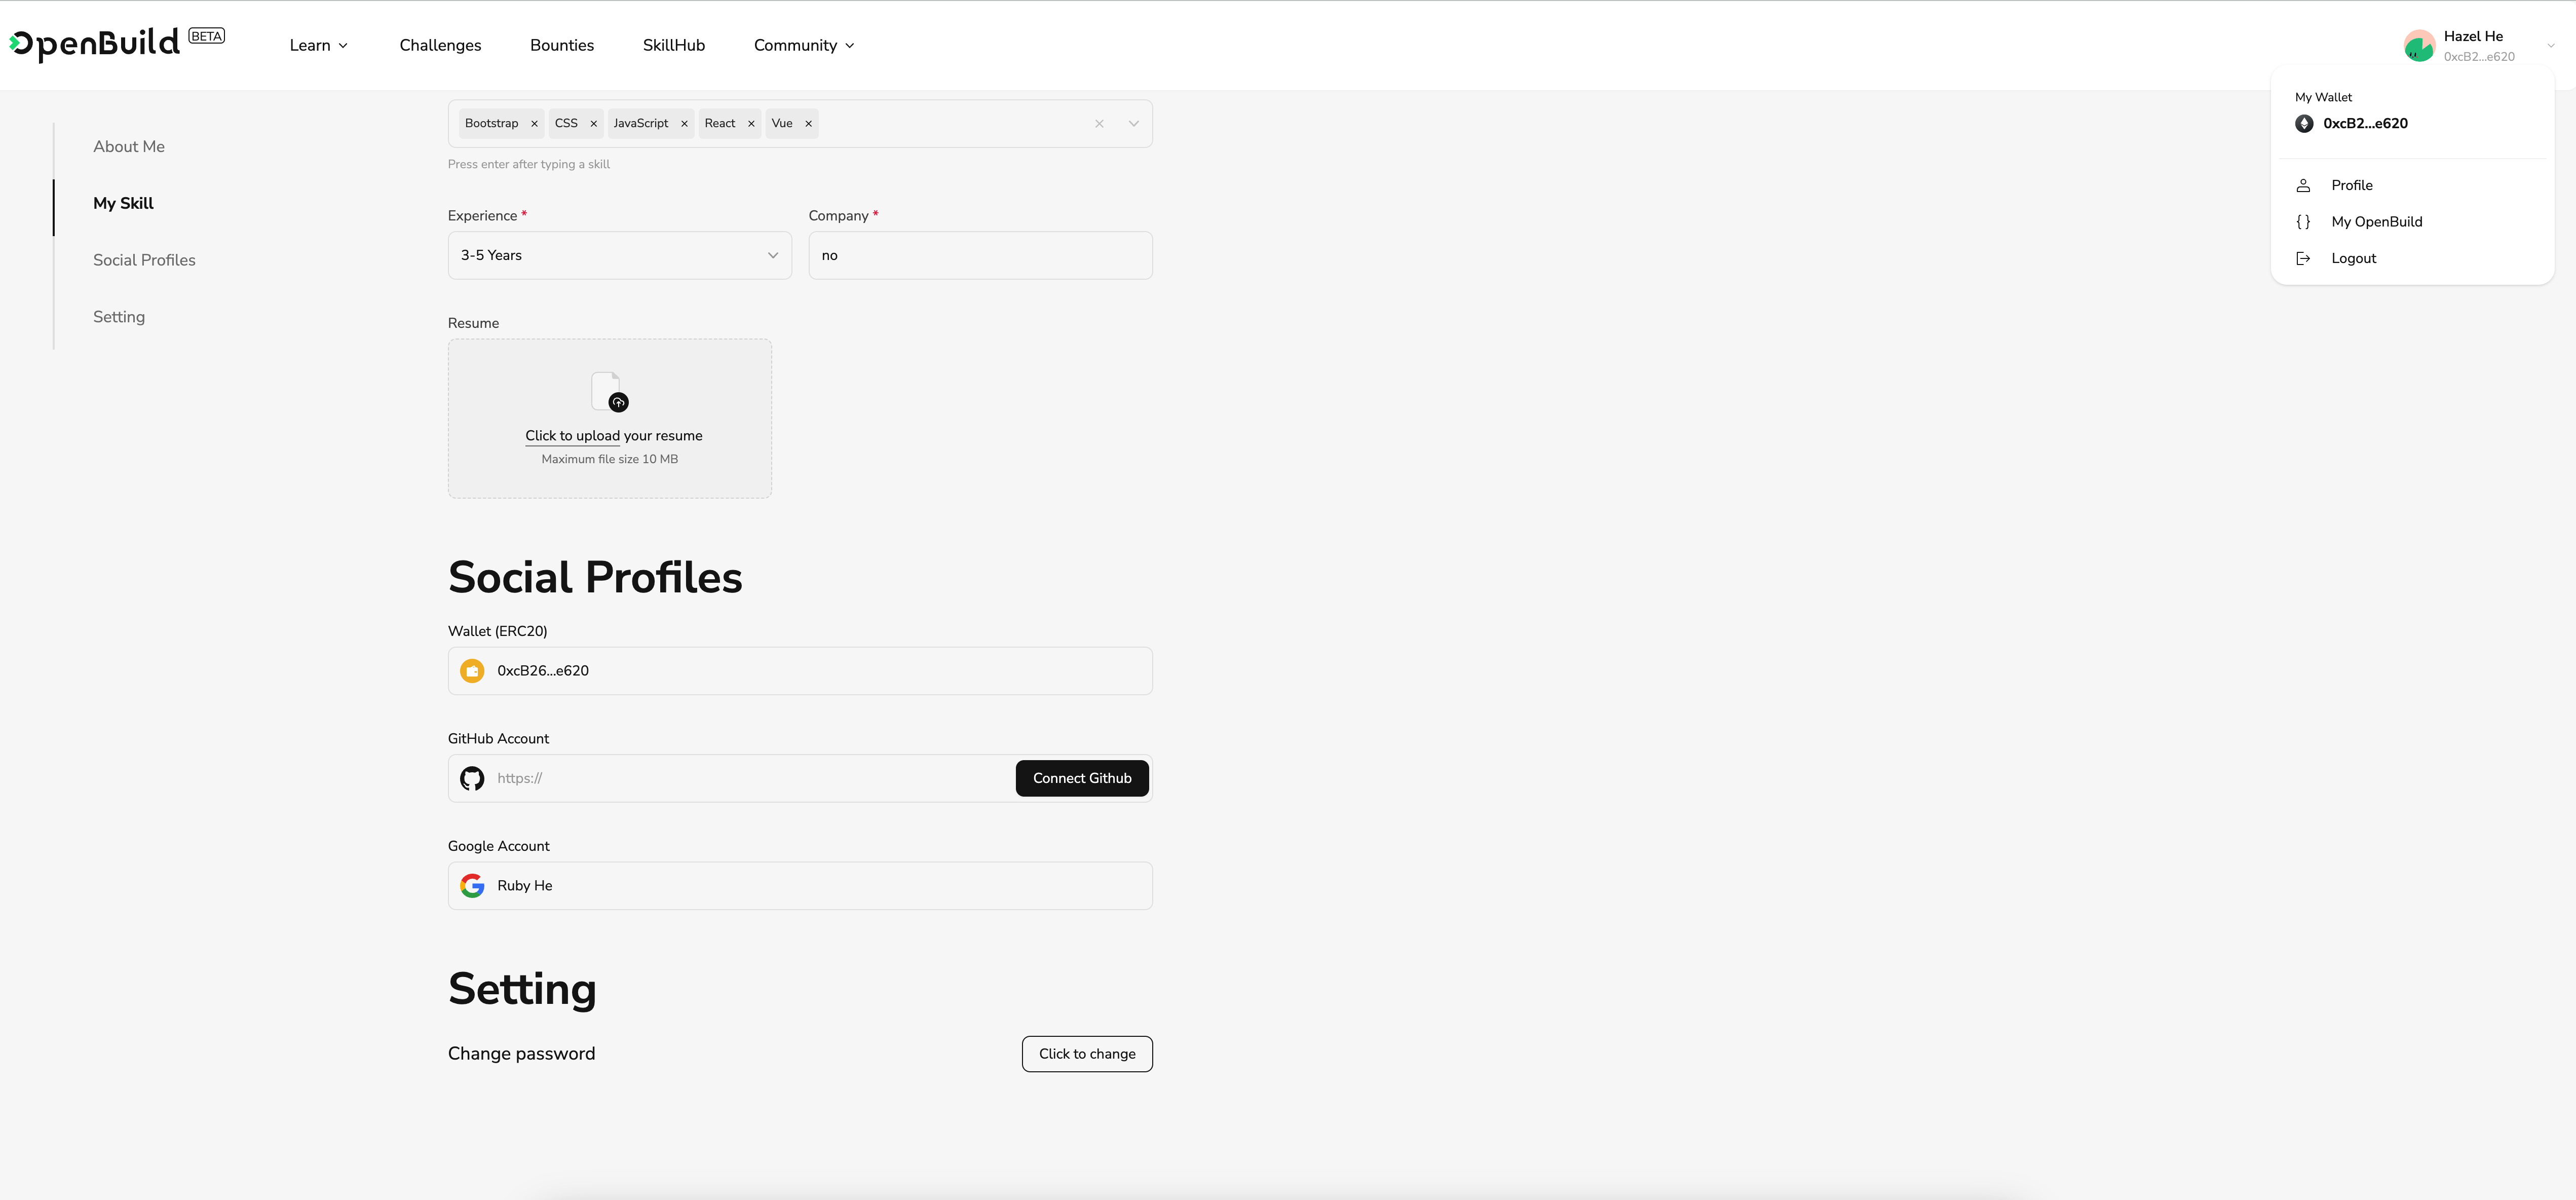 OpenBuild BETA
Learn Challenges Bounties SkillHub Community
Hazel He
0xcB2...e620
My Wallet
0xcB2...e620
Profile
My OpenBuild
Logout
About Me
My Skill
Social Profiles
Setting
Bootstrap × CSS × JavaScript × React × Vue ×
Press enter after typing a skill
Experience * Company *
3-5 Years no
Resume
Click to upload your resume
Maximum file size 10 MB
Social Profiles
Wallet (ERC20)
0xcB26...e620
GitHub Account
https:// Connect Github
Google Account
Ruby He
Setting
Change password Click to change